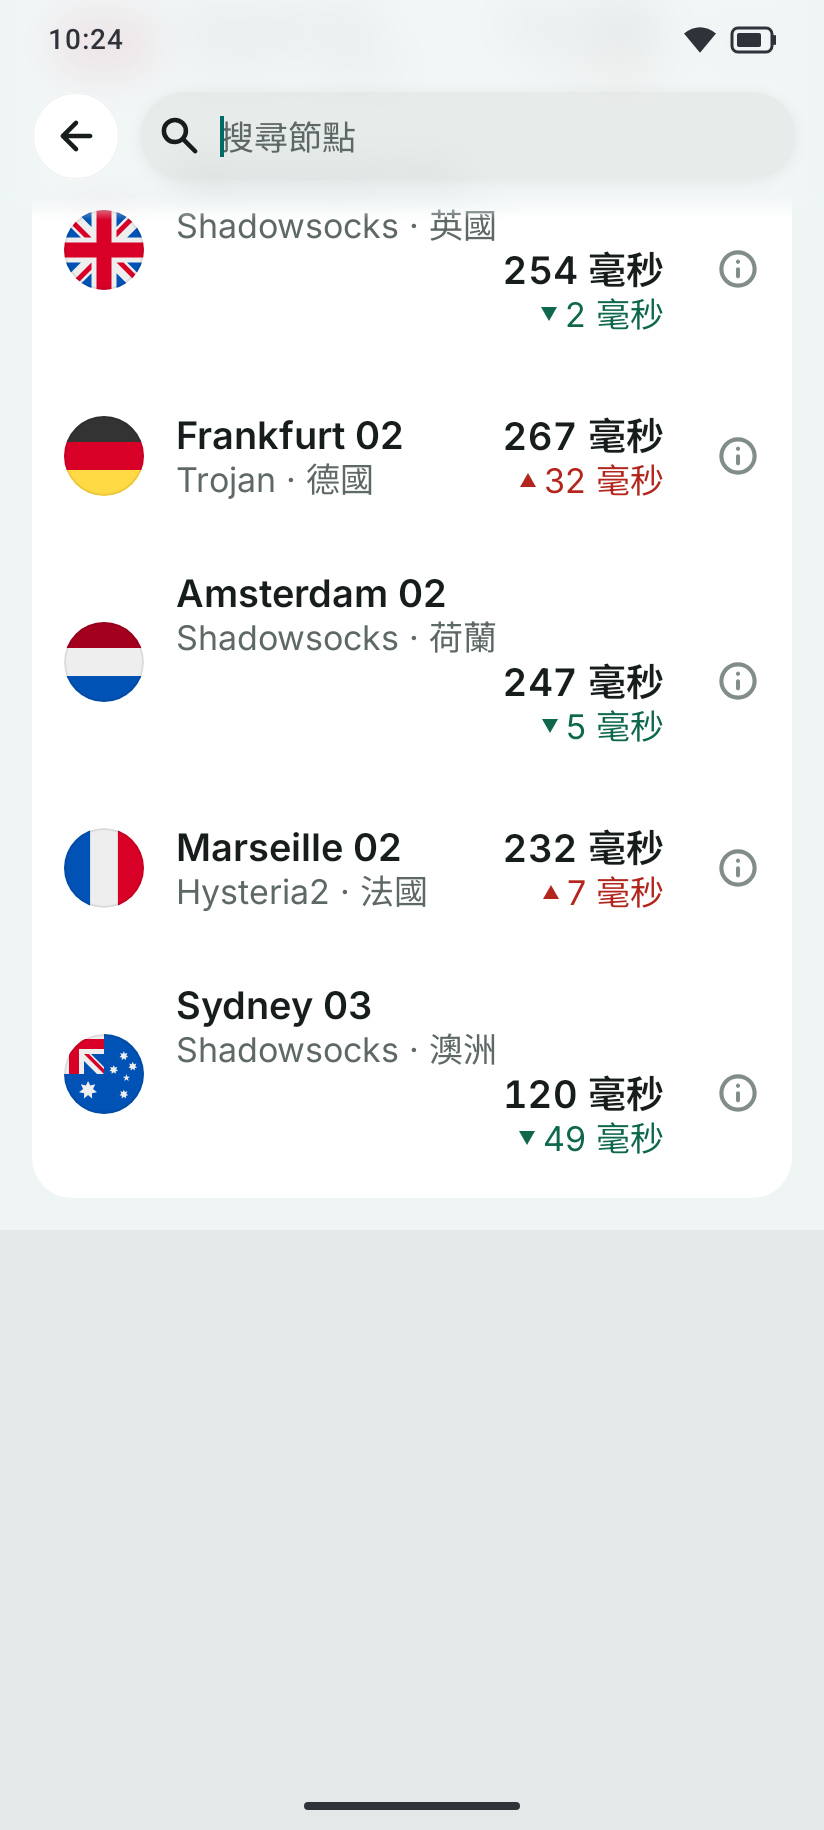 10:24
搜尋節點
Shadowsocks · 英國
254 毫秒
▼2 毫秒
Frankfurt 02
Trojan · 德國
267 毫秒
▲32 毫秒
Amsterdam 02
Shadowsocks · 荷蘭
247 毫秒
▼5 毫秒
Marseille 02
Hysteria2 · 法國
232 毫秒
▲7 毫秒
Sydney 03
Shadowsocks · 澳洲
120 毫秒
▼49 毫秒